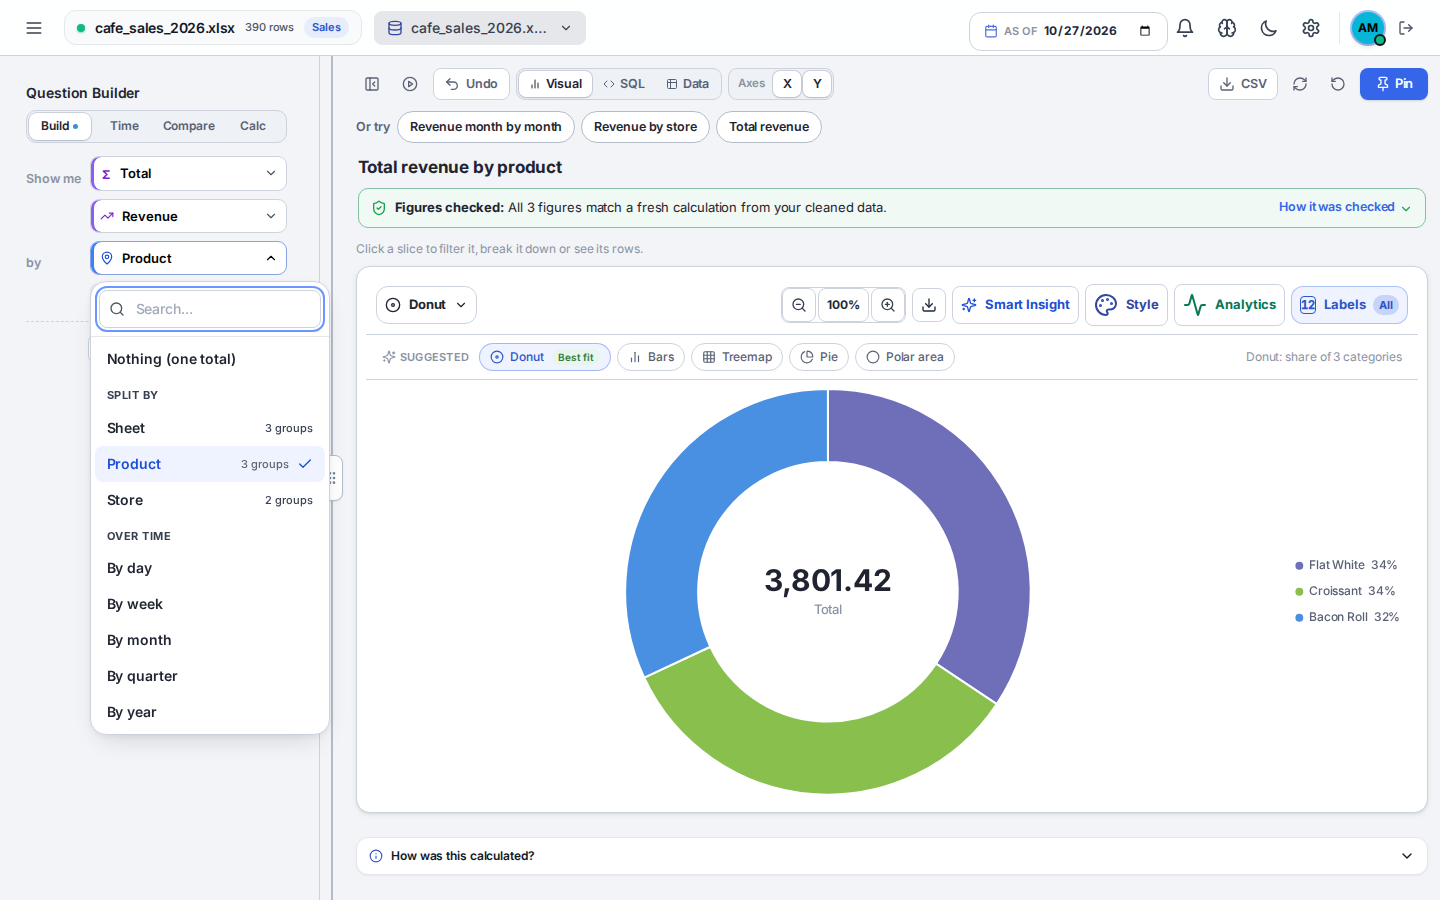 cafe_sales_2026.xlsx 390 rows Sales
cafe_sales_2026.x...
AS OF 10/27/2026
AM
Question Builder
Build Time Compare Calc
Show me
Σ Total
Revenue
by
Product
Search...
Nothing (one total)
SPLIT BY
Sheet 3 groups
Product 3 groups
Store 2 groups
OVER TIME
By day
By week
By month
By quarter
By year
Undo
Visual SQL Data
Axes X Y
CSV
Pin
Or try Revenue month by month Revenue by store Total revenue
Total revenue by product
Figures checked: All 3 figures match a fresh calculation from your cleaned data.
How it was checked
Click a slice to filter it, break it down or see its rows.
Donut
100%
Smart Insight
Style
Analytics
12 Labels All
SUGGESTED Donut Best fit Bars Treemap Pie Polar area
Donut: share of 3 categories
3,801.42
Total
Flat White 34%
Croissant 34%
Bacon Roll 32%
How was this calculated?